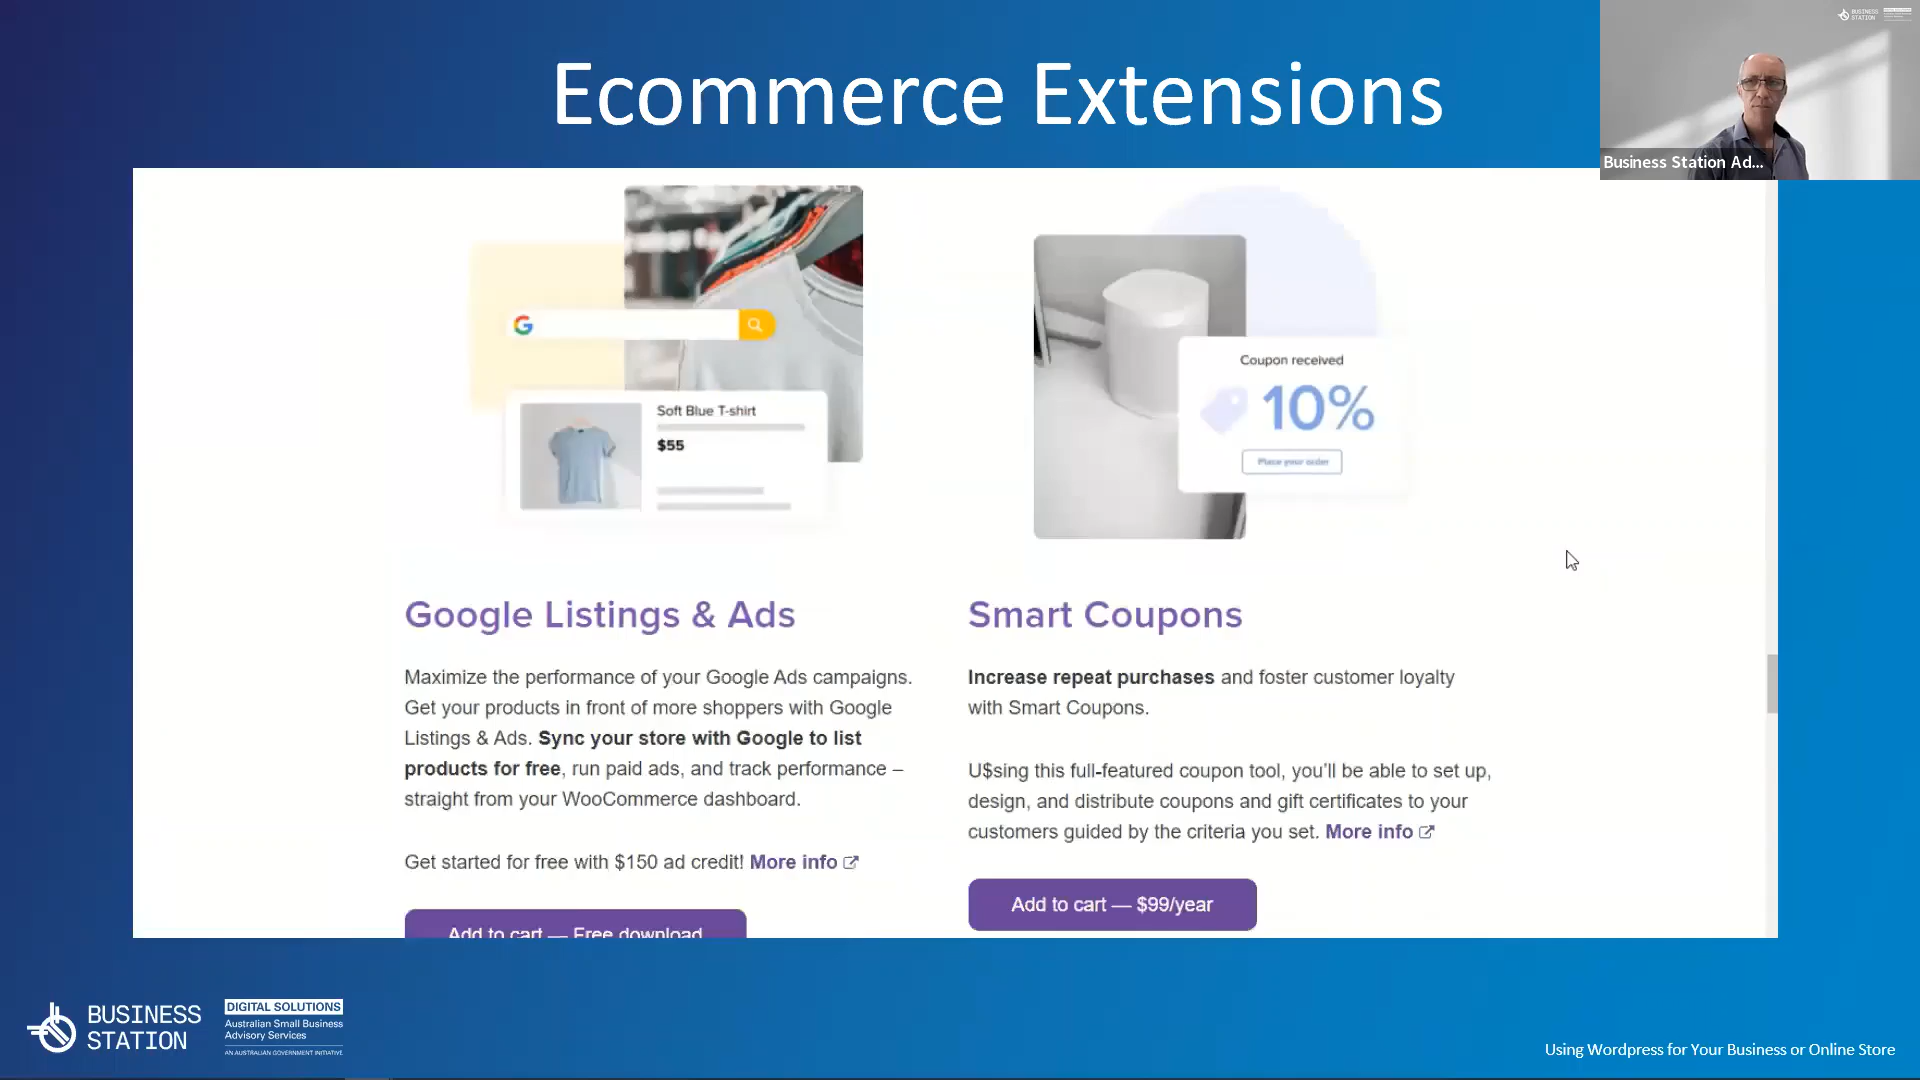 Ecommerce Extensions
BUSINESS
STATION
Business Station Ad...
Soft Blue T-shirt
$55
Coupon received
10%
Place your order
Google Listings & Ads
Maximize the performance of your Google Ads campaigns.
Get your products in front of more shoppers with Google
Listings & Ads. Sync your store with Google to list
products for free, run paid ads, and track performance –
straight from your WooCommerce dashboard.
Get started for free with $150 ad credit! More info
Add to cart — Free download
Smart Coupons
Increase repeat purchases and foster customer loyalty
with Smart Coupons.
U$sing this full-featured coupon tool, you'll be able to set up,
design, and distribute coupons and gift certificates to your
customers guided by the criteria you set. More info
Add to cart — $99/year
BUSINESS
STATION
DIGITAL SOLUTIONS
Australian Small Business
Advisory Services
AN AUSTRALIAN GOVERNMENT INITIATIVE
Using Wordpress for Your Business or Online Store